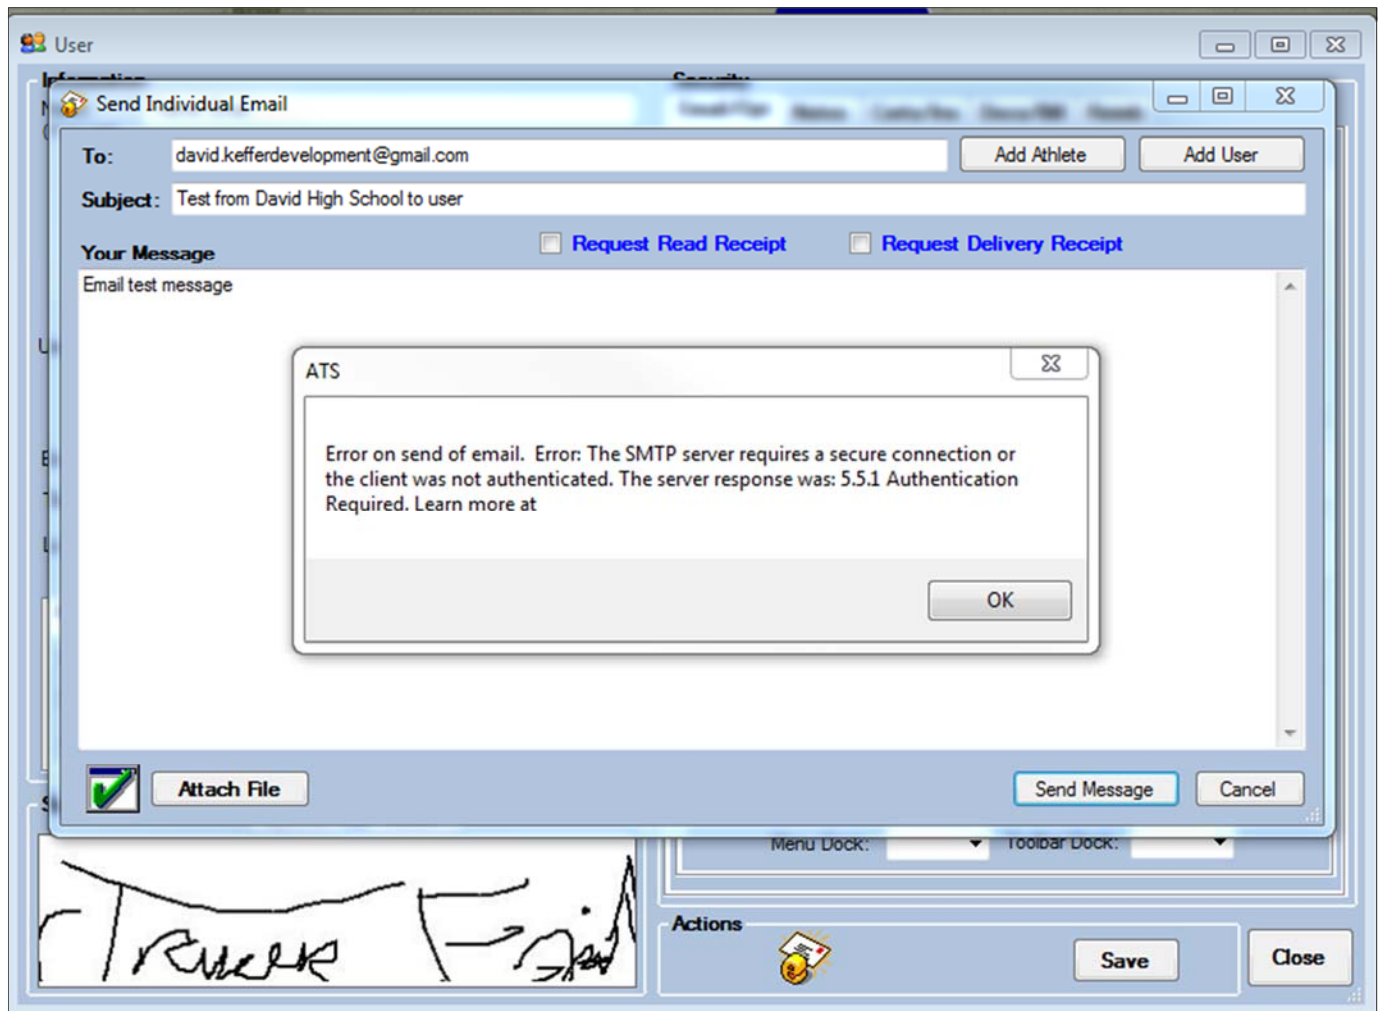 User
Information
Security
Send Individual Email
To:
david.kefferdevelopment@gmail.com
Add Athlete
Add User
Subject:
Test from David High School to user
Your Message
Request Read Receipt
Request Delivery Receipt
Email test message
ATS
Error on send of email. Error: The SMTP server requires a secure connection or
the client was not authenticated. The server response was: 5.5.1 Authentication
Required. Learn more at
OK
Attach File
Send Message
Cancel
Menu Dock:
Toolbar Dock:
Actions
Save
Close